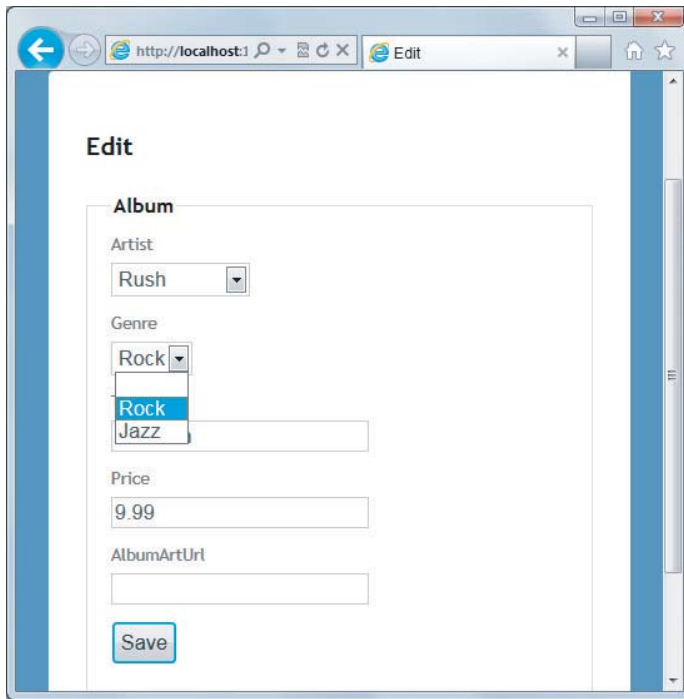 http://localhost:1
Edit
Edit
Album
Artist
Rush
Genre
Rock
Rock
Jazz
Price
9.99
AlbumArtUrl
Save